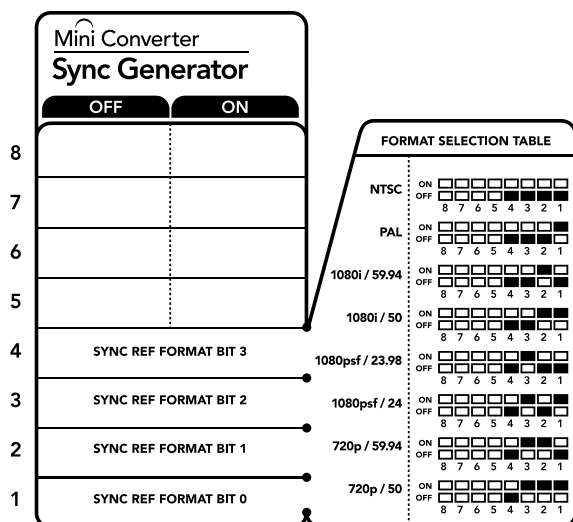 Mini Converter
Sync Generator
OFF ON
8
7
6
5
4 SYNC REF FORMAT BIT 3
3 SYNC REF FORMAT BIT 2
2 SYNC REF FORMAT BIT 1
1 SYNC REF FORMAT BIT 0
FORMAT SELECTION TABLE
NTSC
ON
OFF
8 7 6 5 4 3 2 1
PAL
ON
OFF
8 7 6 5 4 3 2 1
1080i / 59.94
ON
OFF
8 7 6 5 4 3 2 1
1080i / 50
ON
OFF
8 7 6 5 4 3 2 1
1080psf / 23.98
ON
OFF
8 7 6 5 4 3 2 1
1080psf / 24
ON
OFF
8 7 6 5 4 3 2 1
720p / 59.94
ON
OFF
8 7 6 5 4 3 2 1
720p / 50
ON
OFF
8 7 6 5 4 3 2 1